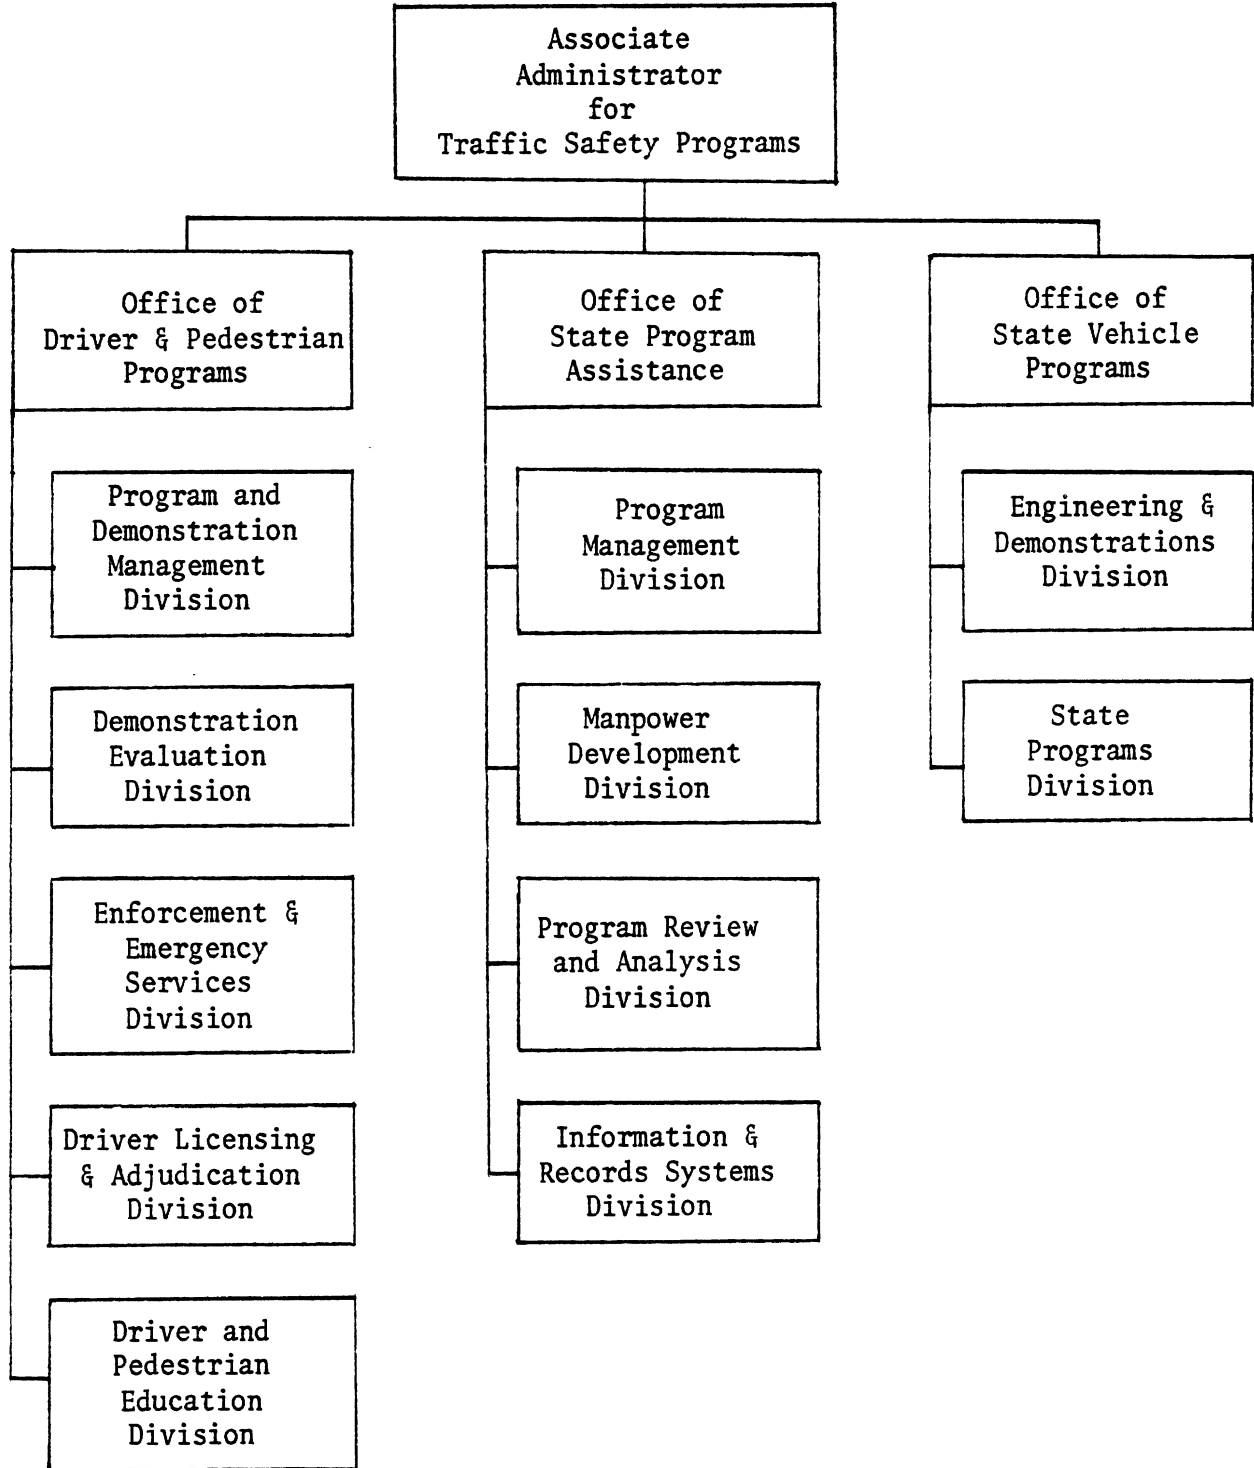 Associate
Administrator
for
Traffic Safety Programs
Office of
Driver & Pedestrian
Programs
Program and
Demonstration
Management
Division
Demonstration
Evaluation
Division
Enforcement &
Emergency
Services
Division
Driver Licensing
& Adjudication
Division
Driver and
Pedestrian
Education
Division
Office of
State Program
Assistance
Program
Management
Division
Manpower
Development
Division
Program Review
and Analysis
Division
Information &
Records Systems
Division
Office of
State Vehicle
Programs
Engineering &
Demonstrations
Division
State
Programs
Division